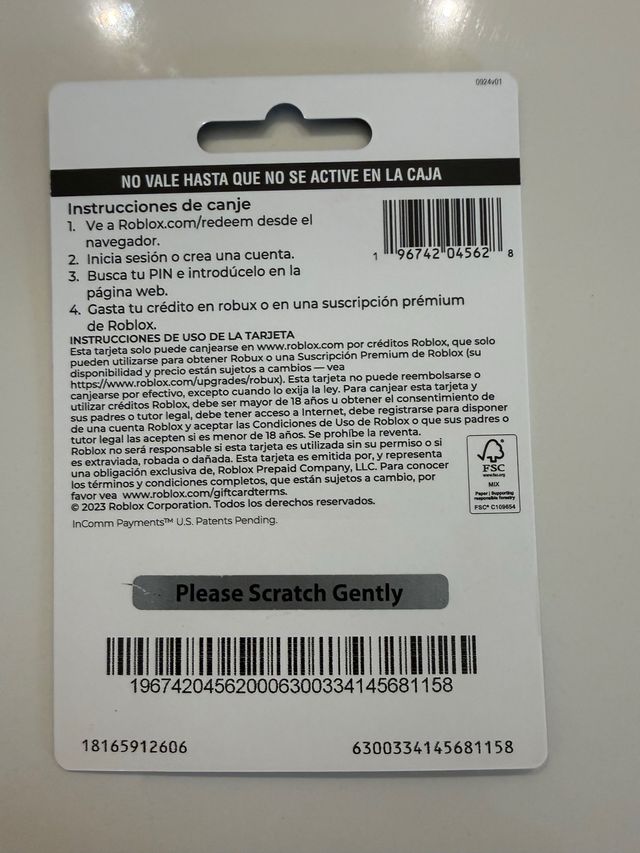 0924v01
NO VALE HASTA QUE NO SE ACTIVE EN LA CAJA
Instrucciones de canje
1. Ve a Roblox.com/redeem desde el
navegador.
2. Inicia sesión o crea una cuenta.
3. Busca tu PIN e introdúcelo en la
página web.
4. Gasta tu crédito en robux o en una suscripción prémium
de Roblox.
1 96742 04562 8
INSTRUCCIONES DE USO DE LA TARJETA
Esta tarjeta solo puede canjearse en www.roblox.com por créditos Roblox, que solo
pueden utilizarse para obtener Robux o una Suscripción Premium de Roblox (su
disponibilidad y precio están sujetos a cambios — vea
https://www.roblox.com/upgrades/robux). Esta tarjeta no puede reembolsarse o
canjearse por efectivo, excepto cuando lo exija la ley. Para canjear esta tarjeta y
utilizar créditos Roblox, debe ser mayor de 18 años u obtener el consentimiento de
sus padres o tutor legal, debe tener acceso a Internet, debe registrarse para disponer
de una cuenta Roblox y aceptar las Condiciones de Uso de Roblox o que sus padres o
tutor legal las acepten si es menor de 18 años. Se prohíbe la reventa.
Roblox no será responsable si esta tarjeta es utilizada sin su permiso o si
es extraviada, robada o dañada. Esta tarjeta es emitida por, y representa
una obligación exclusiva de, Roblox Prepaid Company, LLC. Para conocer
los términos y condiciones completos, que están sujetos a cambio, por
favor vea www.roblox.com/giftcardterms.
© 2023 Roblox Corporation. Todos los derechos reservados.
InComm Payments™ U.S. Patents Pending.
FSC
www.fsc.org
MIX
Paper | Supporting
responsible forestry
FSC® C109654
Please Scratch Gently
196742045620006300334145681158
18165912606
6300334145681158